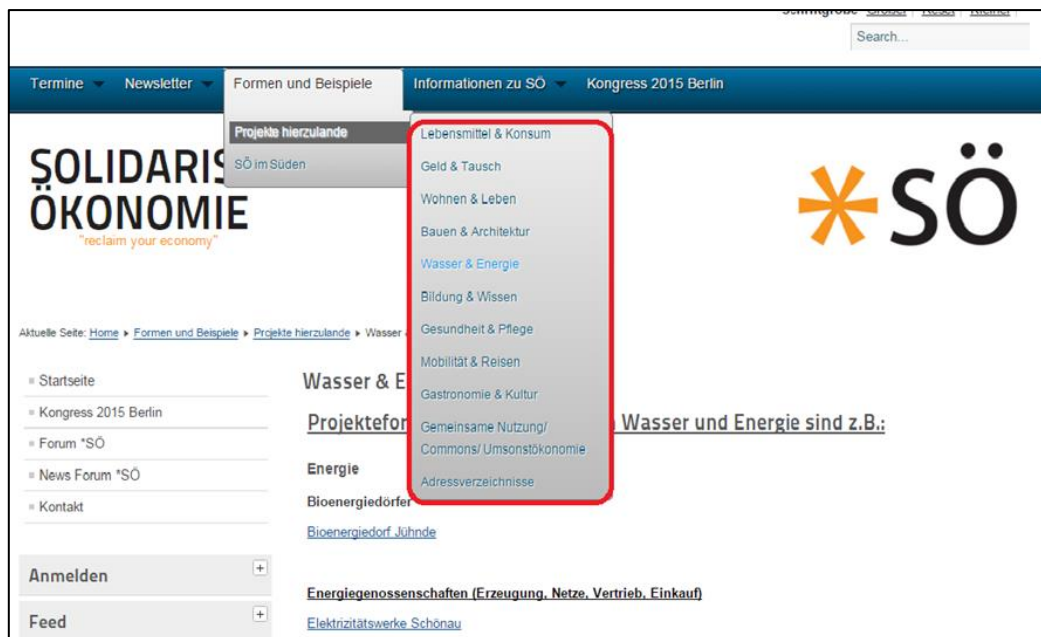 Schriftgröße Größer | Reset | Kleiner |
Search...
Termine Newsletter Formen und Beispiele Informationen zu SÖ Kongress 2015 Berlin
Projekte hierzulande
SÖ im Süden
Lebensmittel & Konsum
Geld & Tausch
Wohnen & Leben
Bauen & Architektur
Wasser & Energie
Bildung & Wissen
Gesundheit & Pflege
Mobilität & Reisen
Gastronomie & Kultur
Gemeinsame Nutzung/
Commons/ Umsonstökonomie
Adressverzeichnisse
SOLIDARIS
ÖKONOMIE
"reclaim your economy"
*SÖ
Aktuelle Seite: Home Formen und Beispiele Projekte hierzulande Wasser &
Startseite
Kongress 2015 Berlin
Forum *SÖ
News Forum *SÖ
Kontakt
Anmelden +
Feed +
Wasser & E
Projektefor Wasser und Energie sind z.B.:
Energie
Bioenergiedörfer
Bioenergiedorf Jühnde
Energiegenossenschaften (Erzeugung, Netze, Vertrieb, Einkauf)
Elektrizitätswerke Schönau